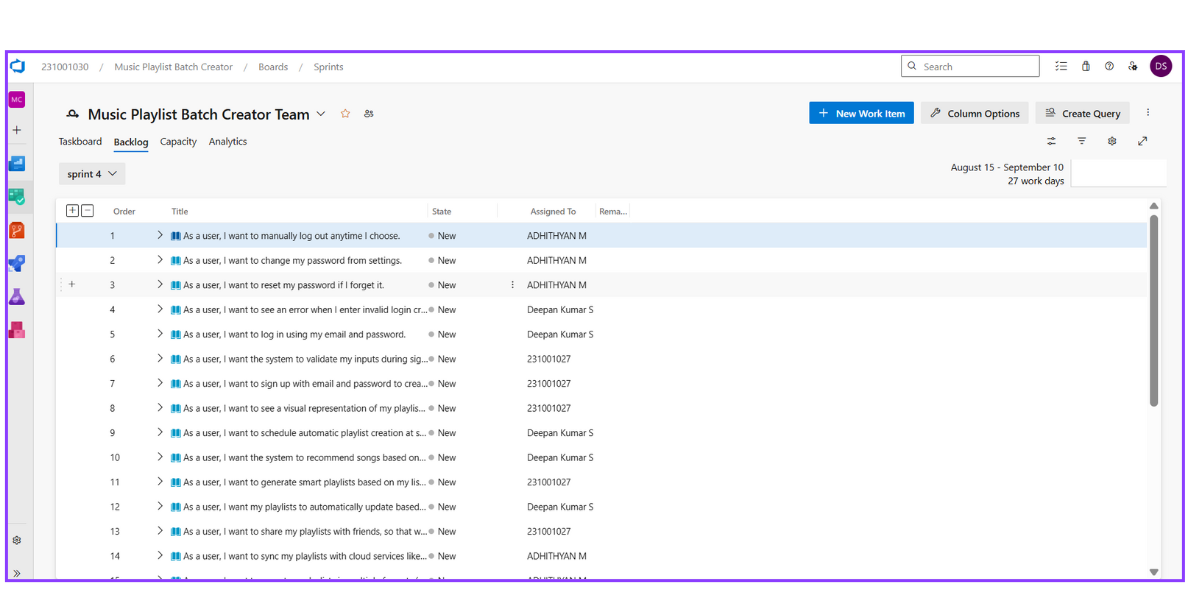 231001030 / Music Playlist Batch Creator / Boards / Sprints
Search
DS
MC
Music Playlist Batch Creator Team
New Work Item
Column Options
Create Query
Taskboard Backlog Capacity Analytics
sprint 4
August 15 - September 10
27 work days
Order Title State Assigned To Rema...
1 As a user, I want to manually log out anytime I choose. New ADHITHYAN M
2 As a user, I want to change my password from settings. New ADHITHYAN M
3 As a user, I want to reset my password if I forget it. New ADHITHYAN M
4 As a user, I want to see an error when I enter invalid login cr... New Deepan Kumar S
5 As a user, I want to log in using my email and password. New Deepan Kumar S
6 As a user, I want the system to validate my inputs during sig... New 231001027
7 As a user, I want to sign up with email and password to crea... New 231001027
8 As a user, I want to see a visual representation of my playlis... New 231001027
9 As a user, I want to schedule automatic playlist creation at s... New Deepan Kumar S
10 As a user, I want the system to recommend songs based on... New Deepan Kumar S
11 As a user, I want to generate smart playlists based on my lis... New 231001027
12 As a user, I want my playlists to automatically update based... New Deepan Kumar S
13 As a user, I want to share my playlists with friends, so that w... New 231001027
14 As a user, I want to sync my playlists with cloud services like... New ADHITHYAN M